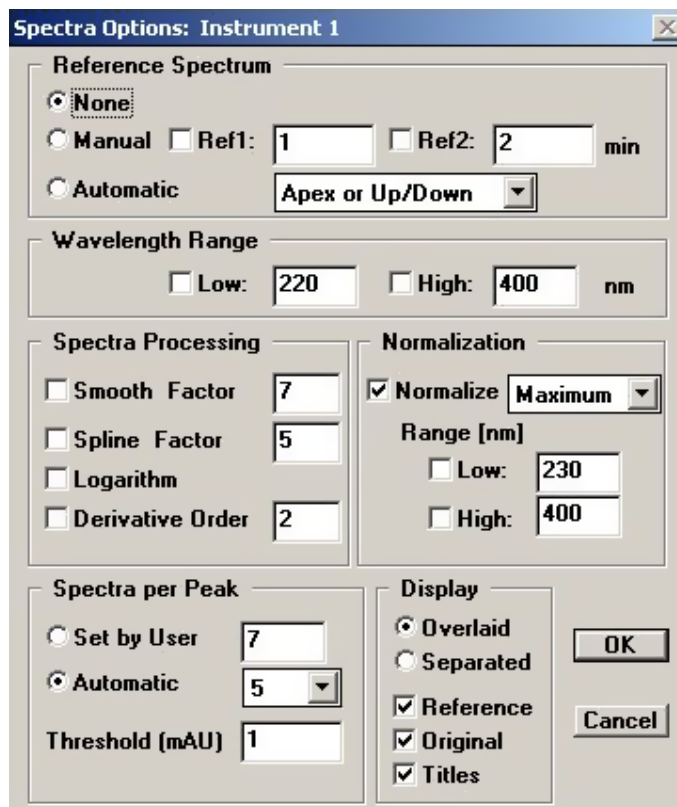 Spectra Options: Instrument 1
Reference Spectrum
None
Manual Ref1: 1 Ref2: 2 min
Automatic Apex or Up/Down
Wavelength Range
Low: 220 High: 400 nm
Spectra Processing
Smooth Factor 7
Spline Factor 5
Logarithm
Derivative Order 2
Normalization
Normalize Maximum
Range [nm]
Low: 230
High: 400
Spectra per Peak
Set by User 7
Automatic 5
Threshold (mAU) 1
Display
Overlaid
Separated
Reference
Original
Titles
OK
Cancel